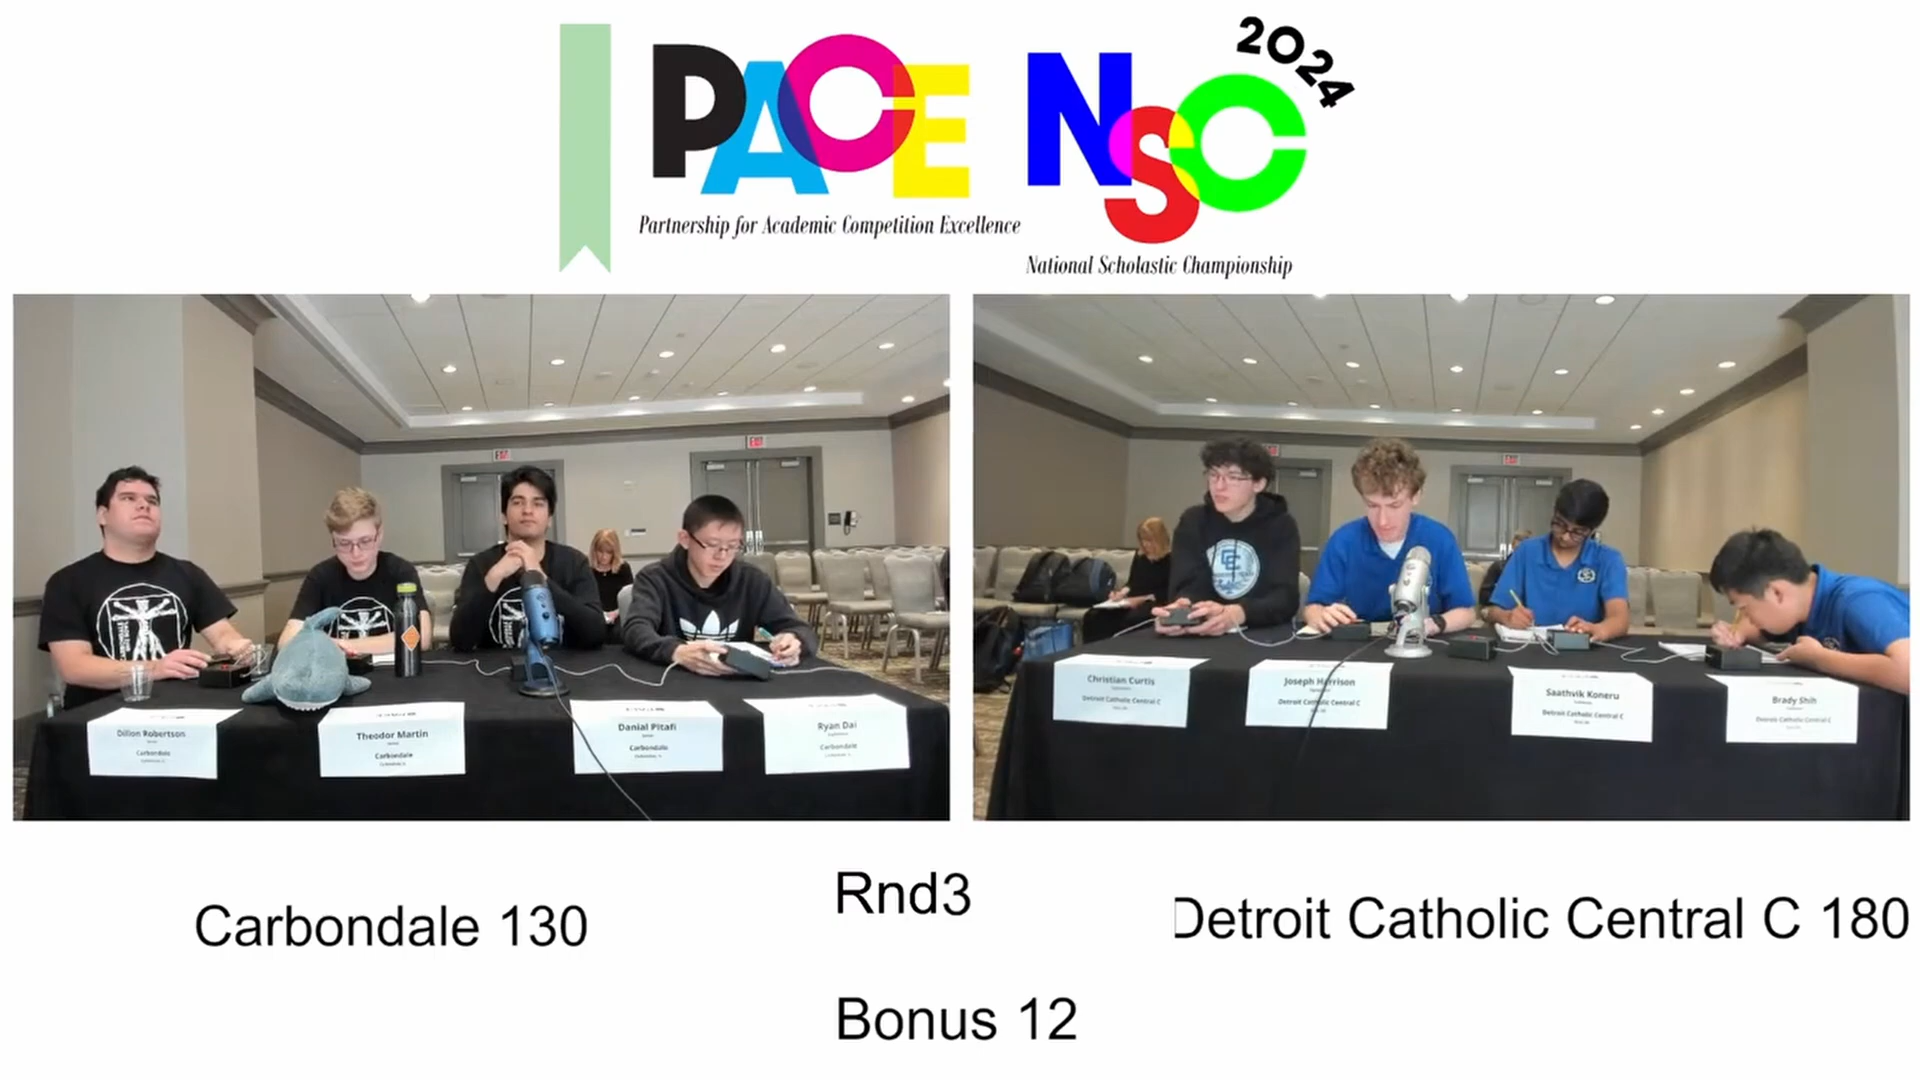 2024
PACE NSC
Partnership for Academic Competition Excellence
National Scholastic Championship
Dillon Robertson
Carbondale
Theodor Martin
Carbondale
Danial Pitafi
Carbondale
Ryan Dai
Carbondale
Christian Curtis
Detroit Catholic Central C
Joseph Harrison
Detroit Catholic Central C
Saathvik Koneru
Detroit Catholic Central C
Brady Shih
Detroit Catholic Central C
Rnd3
Carbondale 130
Detroit Catholic Central C 180
Bonus 12